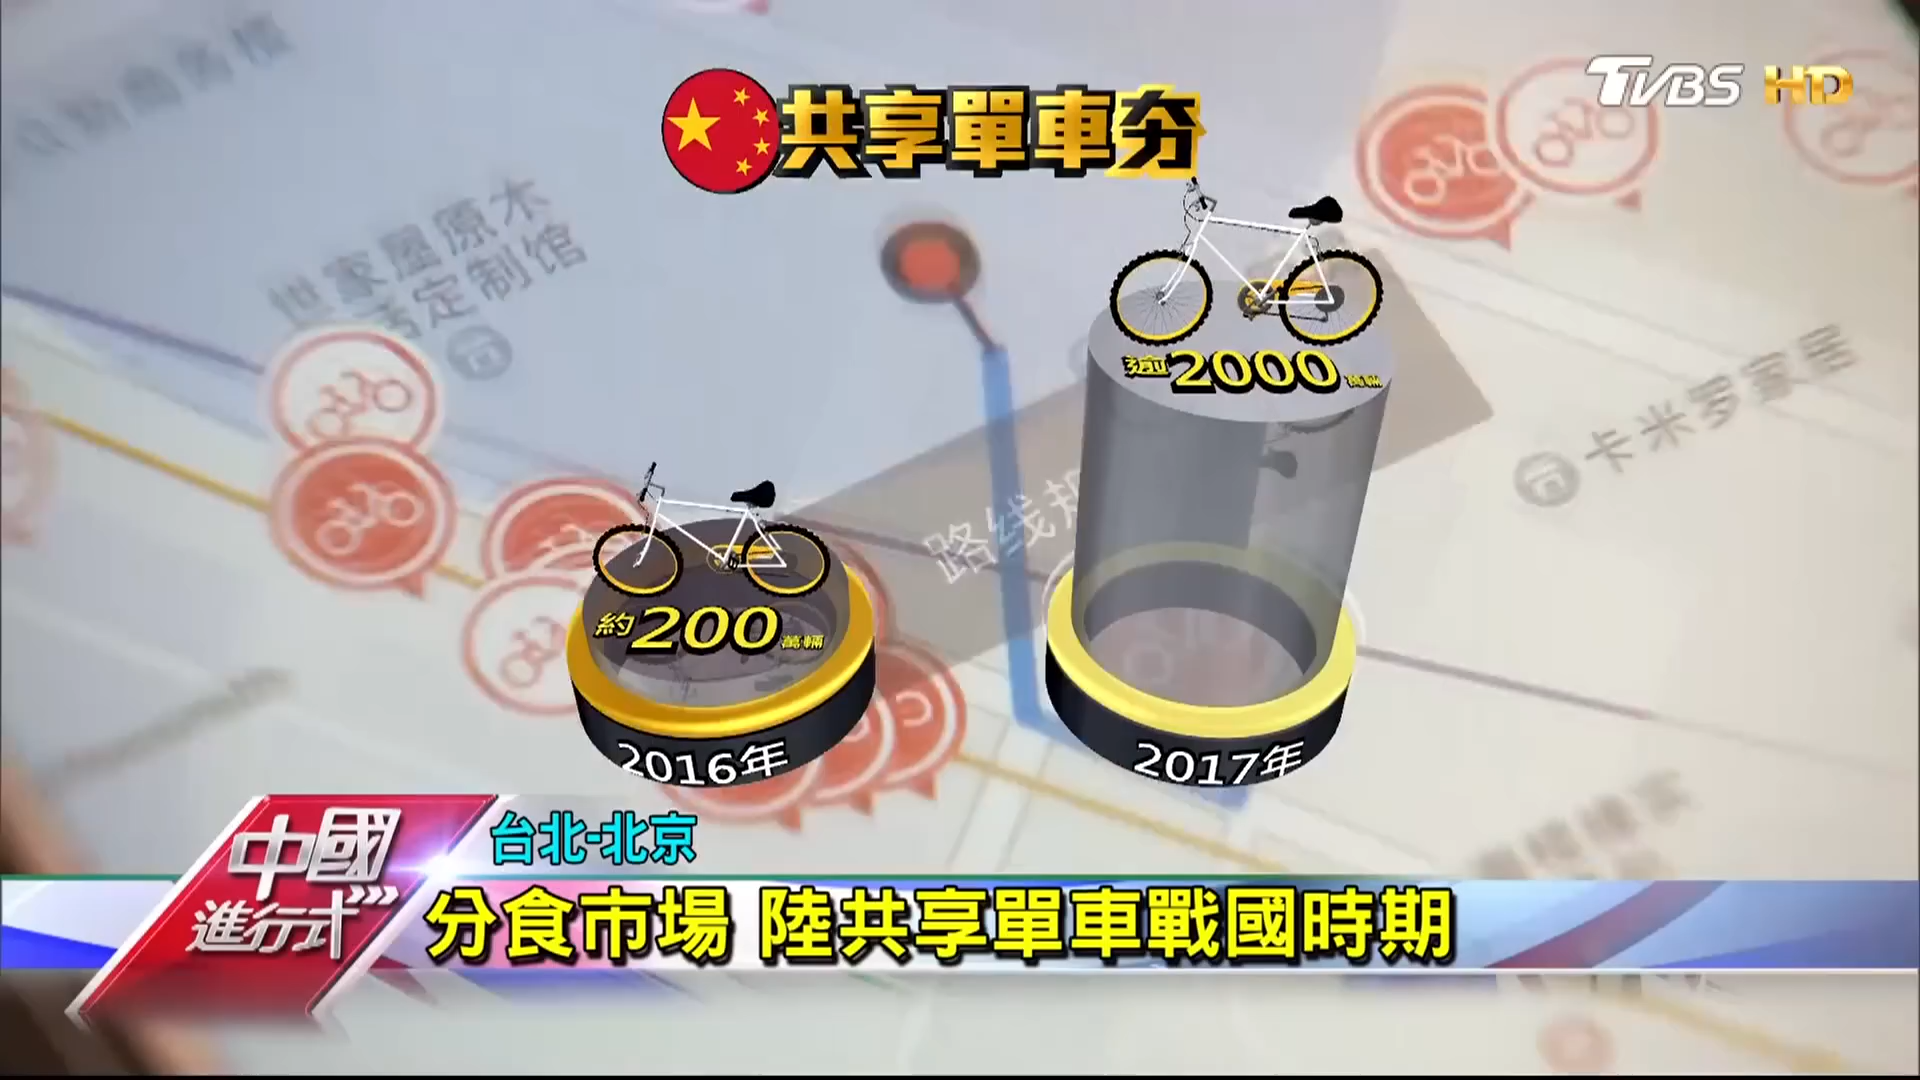 TVBS HD
共享單車夯
世家屋原木
活定制馆
逾2000萬輛
卡米罗家居
路线规
約200萬輛
2016年
2017年
台北-北京
中國進行式
分食市場 陸共享單車戰國時期